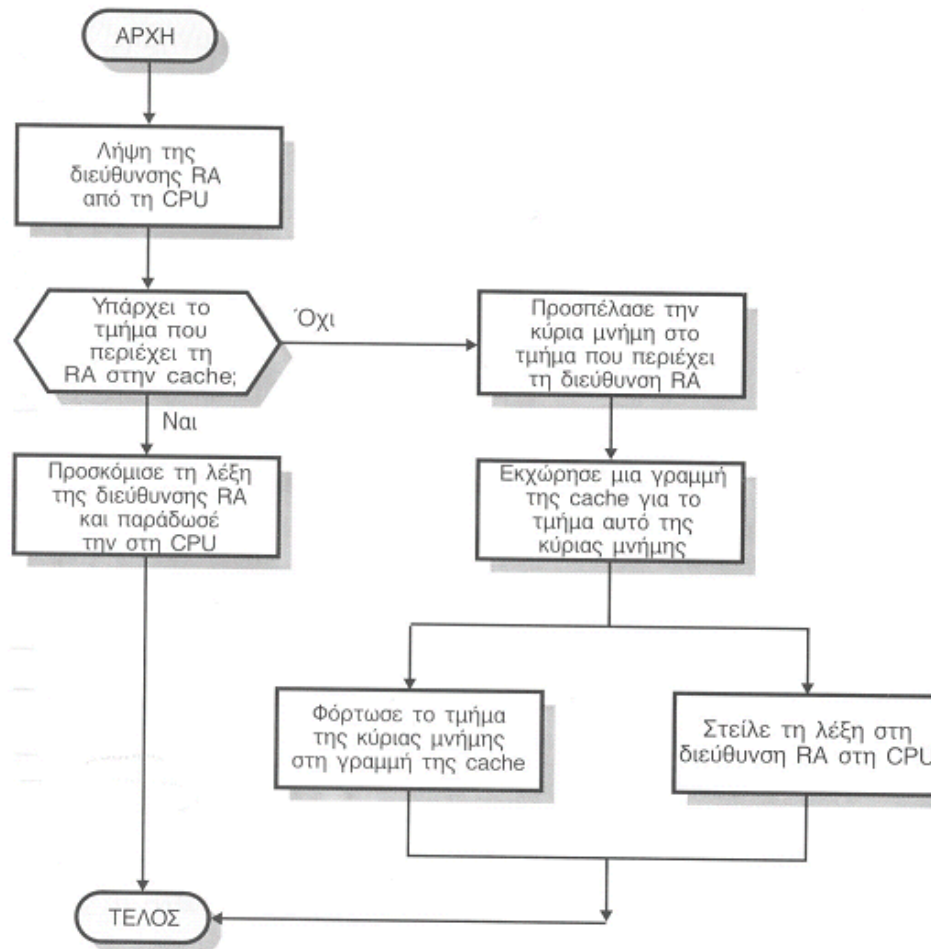 ΑΡΧΗ
Λήψη της
διεύθυνσης RA
από τη CPU
Υπάρχει το
τμήμα που
περιέχει τη
RA στην cache;
Όχι
Ναι
Προσπέλασε την
κύρια μνήμη στο
τμήμα που περιέχει
τη διεύθυνση RA
Προσκόμισε τη λέξη
της διεύθυνσης RA
και παράδωσέ
την στη CPU
Εκχώρησε μια γραμμή
της cache για το
τμήμα αυτό της
κύριας μνήμης
Φόρτωσε το τμήμα
της κύριας μνήμης
στη γραμμή της cache
Στείλε τη λέξη στη
διεύθυνση RA στη CPU
ΤΕΛΟΣ